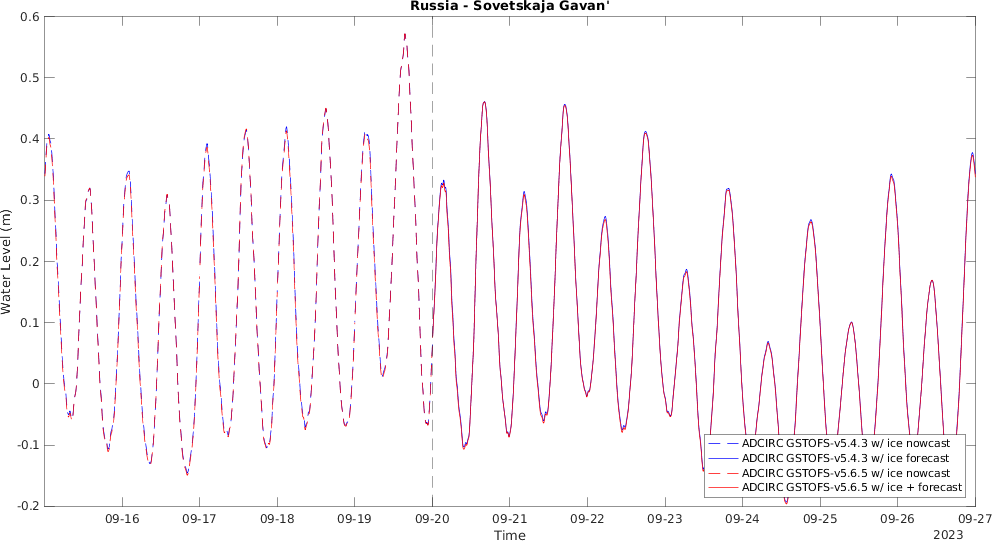 Russia - Sovetskaja Gavan'
0.6
0.5
0.4
0.3
0.2
0.1
0
-0.1
-0.2
Water Level (m)
ADCIRC GSTOFS-v5.4.3 w/ ice nowcast
ADCIRC GSTOFS-v5.4.3 w/ ice forecast
ADCIRC GSTOFS-v5.6.5 w/ ice nowcast
ADCIRC GSTOFS-v5.6.5 w/ ice + forecast
09-16 09-17 09-18 09-19 09-20 09-21 09-22 09-23 09-24 09-25 09-26 09-27
Time
2023